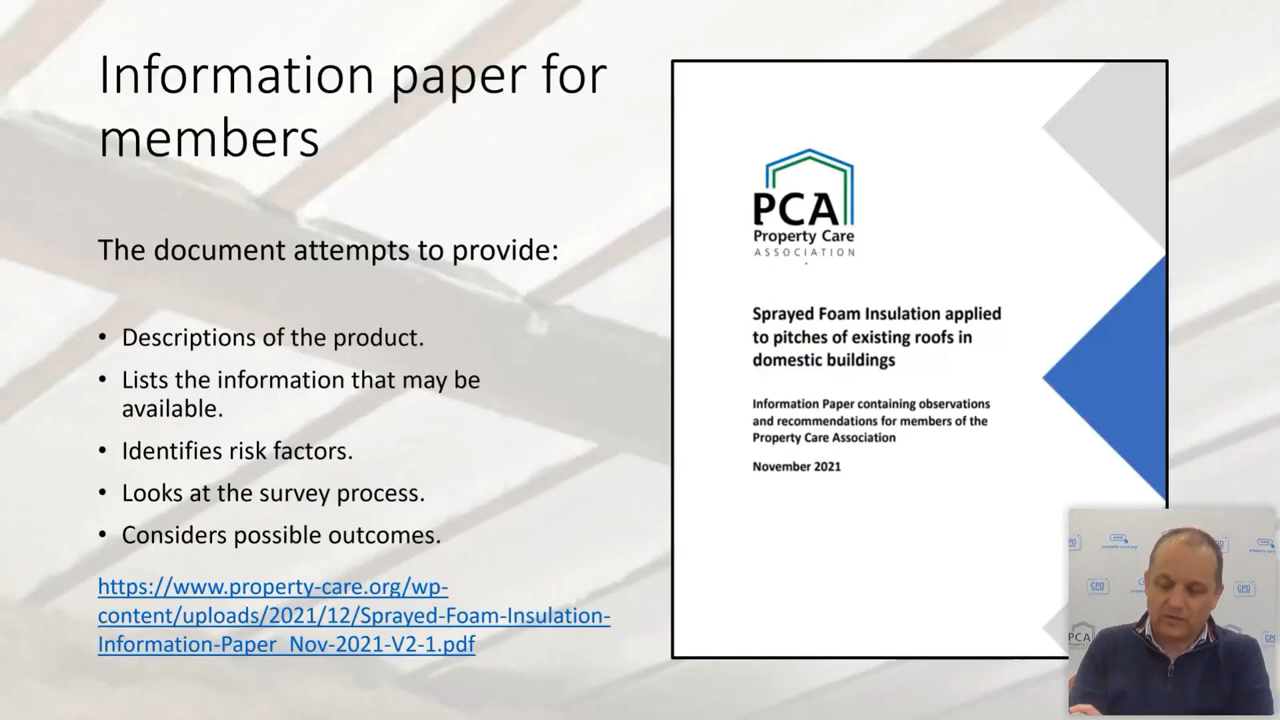 Information paper for
members
The document attempts to provide:
• Descriptions of the product.
• Lists the information that may be
available.
• Identifies risk factors.
• Looks at the survey process.
• Considers possible outcomes.
https://www.property-care.org/wp-
content/uploads/2021/12/Sprayed-Foam-Insulation-
Information-Paper_Nov-2021-V2-1.pdf
PCA
Property Care
ASSOCIATION
Sprayed Foam Insulation applied
to pitches of existing roofs in
domestic buildings
Information Paper containing observations
and recommendations for members of the
Property Care Association
November 2021
CPD
CPD
PCA